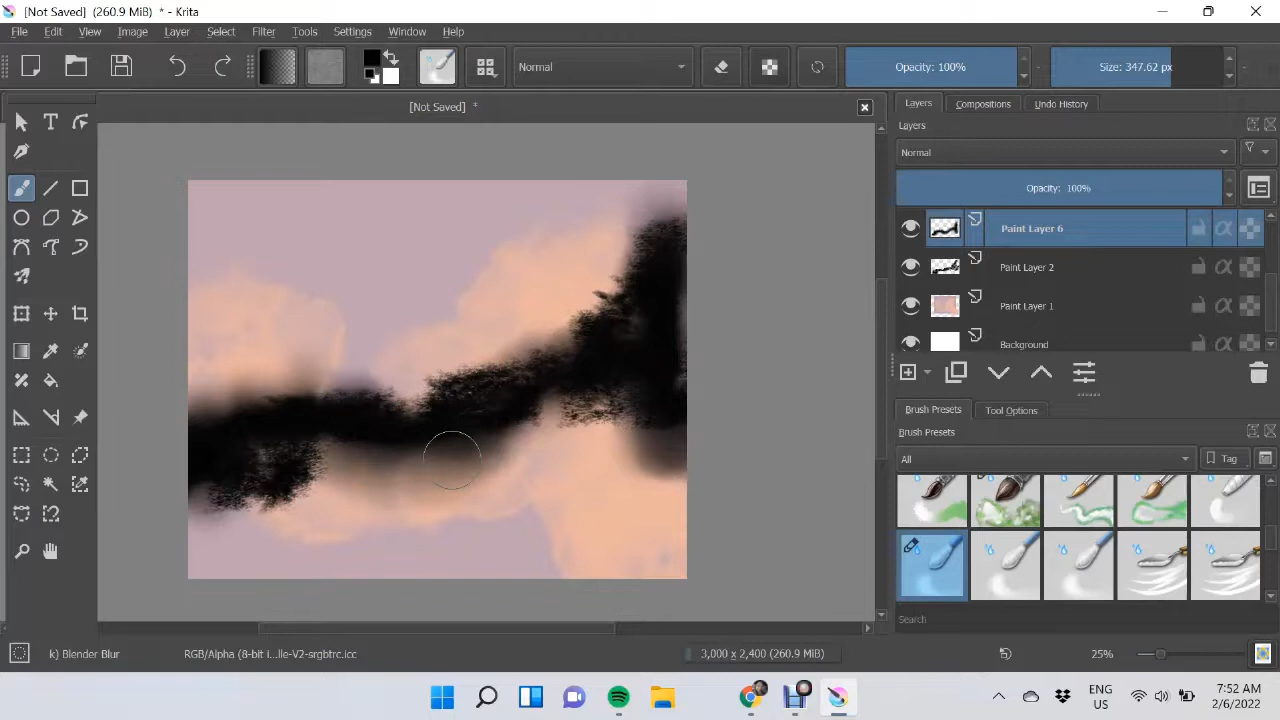 [Not Saved]  (260.9 MiB)  * - Krita
File Edit View Image Layer Select Filter Tools Settings Window Help
Normal
Opacity: 100%
Size: 347.62 px
[Not Saved] *
Layers Compositions Undo History
Layers
Normal
Opacity:  100%
Paint Layer 6
Paint Layer 2
Paint Layer 1
Background
Brush Presets Tool Options
Brush Presets
All
Tag
Search
k) Blender Blur
RGB/Alpha (8-bit i...lle-V2-srgbtrc.icc
3,000 x 2,400 (260.9 MiB)
25%
ENG
US
7:52 AM
2/6/2022